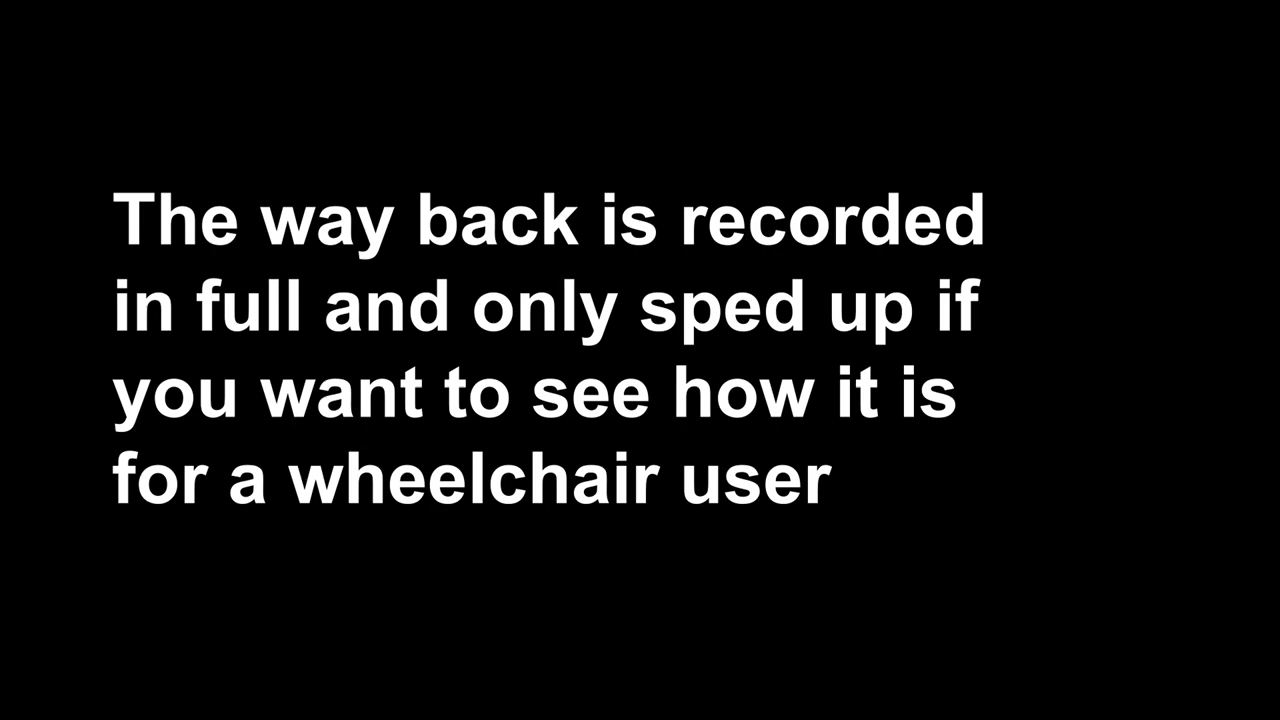 The way back is recorded
in full and only sped up if
you want to see how it is
for a wheelchair user